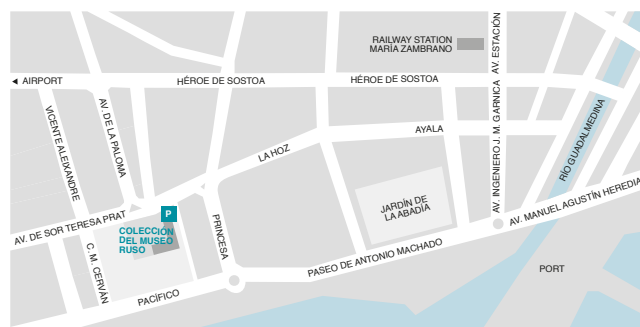 RAILWAY STATION
MARÍA ZAMBRANO
AV. ESTACIÓN
◄ AIRPORT
HÉROE DE SOSTOA
HÉROE DE SOSTOA
AV. DE LA PALOMA
VICENTE ALEIXANDRE
AV. INGENIERO J. M. GARNICA
RÍO GUADALMEDINA
AYALA
LA HOZ
JARDÍN DE
LA ABADÍA
AV. MANUEL AGUSTÍN HEREDIA
P
AV. DE SOR TERESA PRAT
PRINCESA
COLECCIÓN
DEL MUSEO
RUSO
C. M. CERVÁN
PASEO DE ANTONIO MACHADO
PORT
PACÍFICO